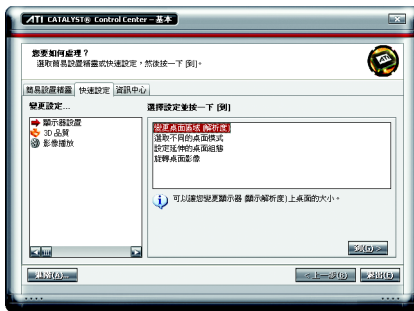 ATI CATALYST® Control Center – 基本
您要如何處理？
選取簡易設置精靈或快速設定，然後按一下 [到]。
簡易設置精靈 快速設定 資訊中心
變更設定...
選擇設定並按一下 [到]
顯示器設置
3D 品質
影像播放
變更桌面區域 (解析度)
選取不同的桌面模式
設定延伸的桌面組態
旋轉桌面影像
可以讓您變更顯示器 (顯示解析度) 上桌面的大小。
到(G) >
進階(A)...
< 上一步(B)
關閉(C)